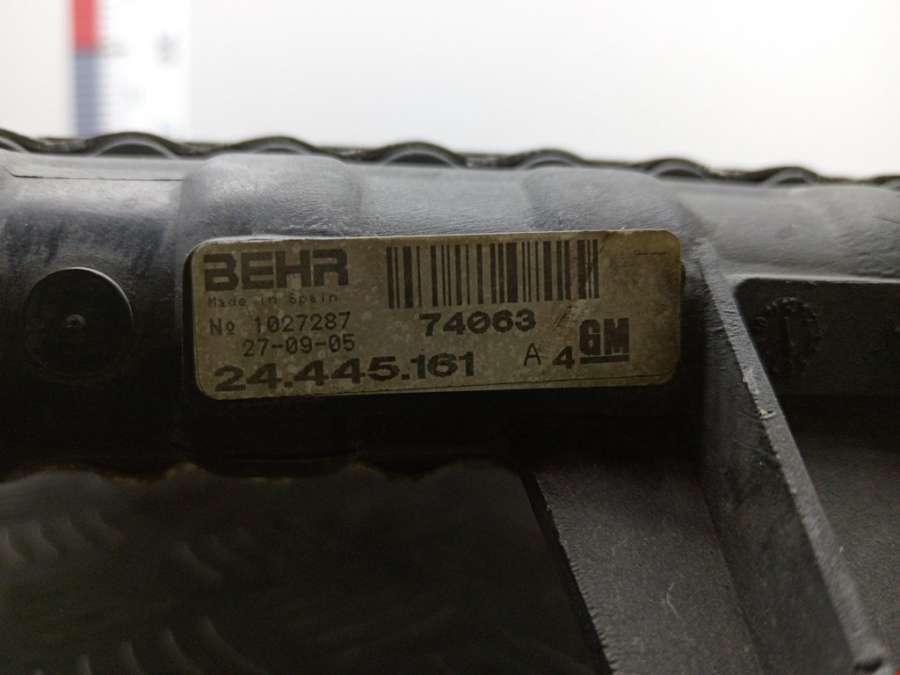 BEHR
Made in Spain
№ 1027287
27-09-05
24.445.161
74063
A 4 GM